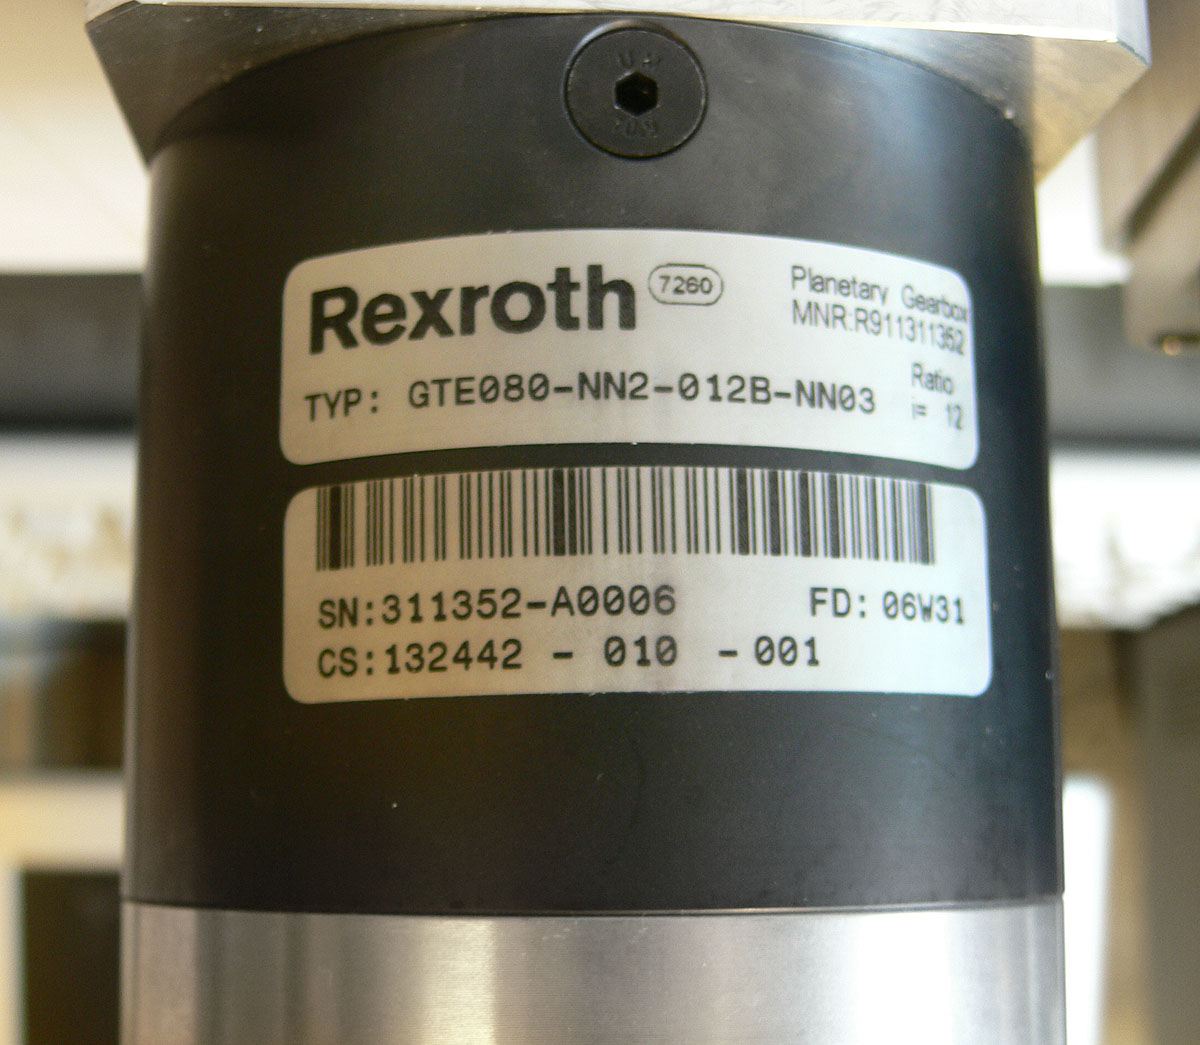 Rexroth 7260
Planetary Gearbox
MNR:R911311352
TYP: GTE080-NN2-012B-NN03
Ratio
i= 12
SN:311352-A0006 FD: 06W31
CS:132442 - 010 - 001